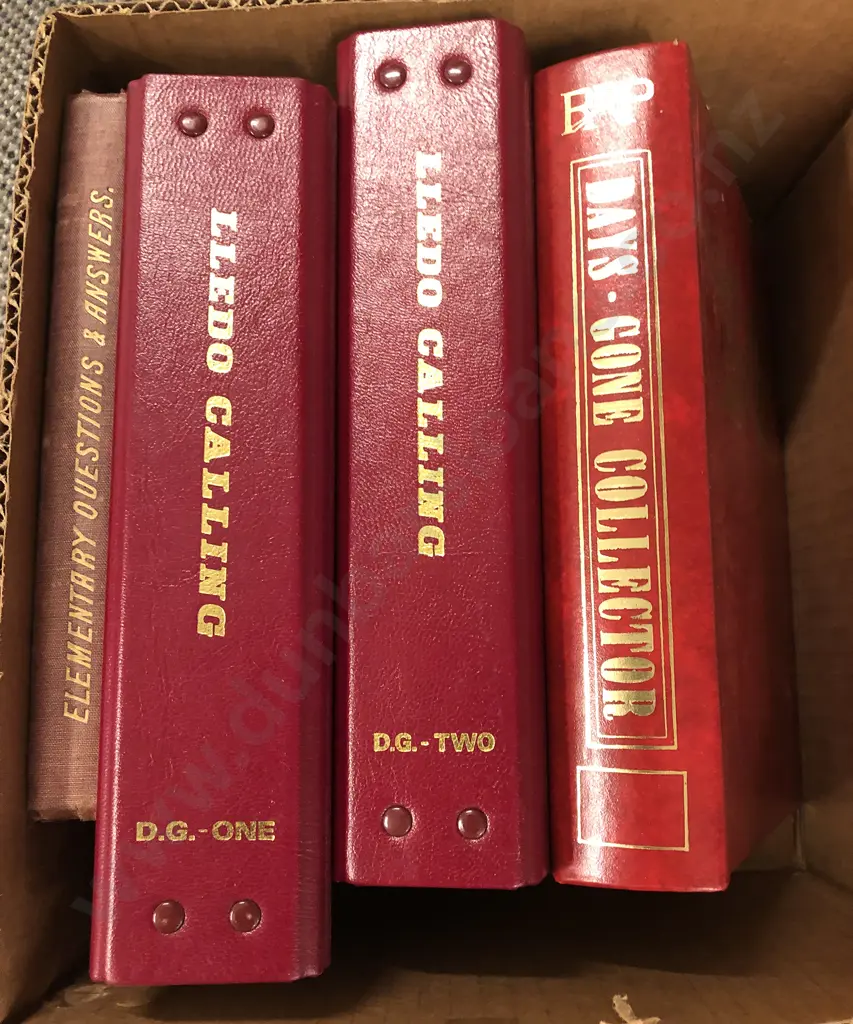 ELEMENTARY QUESTIONS & ANSWERS.
LLEDO CALLING
D.G.-ONE
LLEDO CALLING
D.G.-TWO
DAYS · GONE COLLECTOR